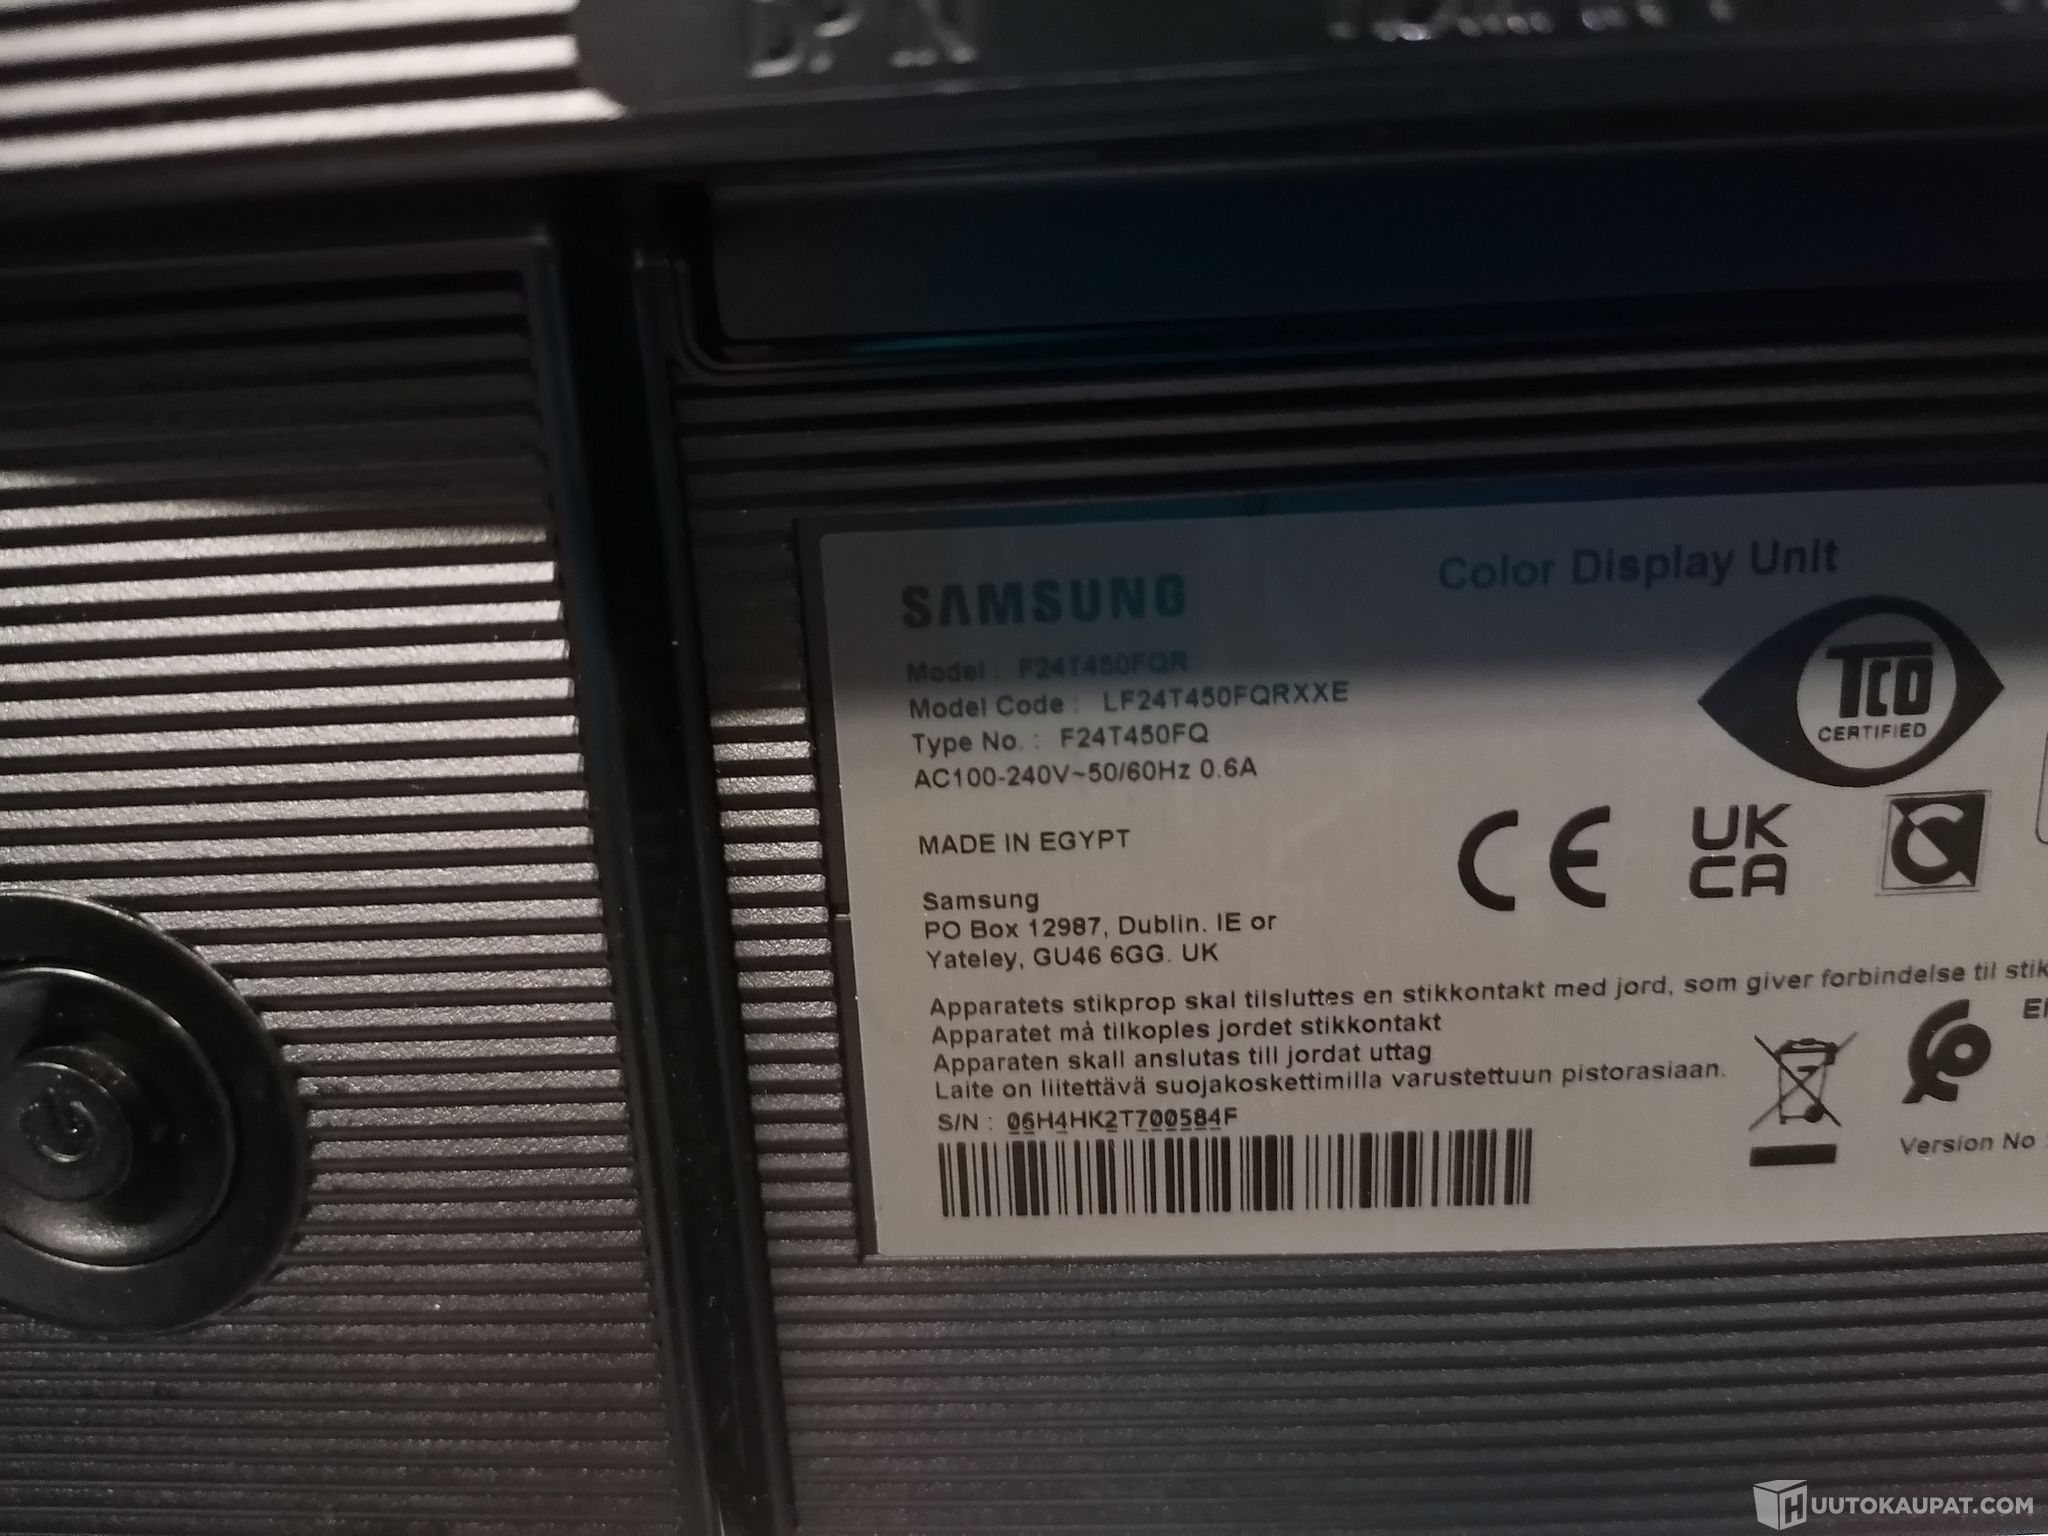 DP IN
SAMSUNG
Color Display Unit
Model : F24T450FQR
Model Code : LF24T450FQRXXE
Type No. : F24T450FQ
AC100-240V~50/60Hz 0.6A
TCO
CERTIFIED
MADE IN EGYPT
CE
UK
CA
Samsung
PO Box 12987, Dublin. IE or
Yateley, GU46 6GG. UK
Apparatets stikprop skal tilsluttes en stikkontakt med jord, som giver forbindelse til stik
Apparatet må tilkoples jordet stikkontakt
Apparaten skall anslutas till jordat uttag
Laite on liitettävä suojakoskettimilla varustettuun pistorasiaan.
S/N : 06H4HK2T700584F
Version No :
HUUTOKAUPAT.COM